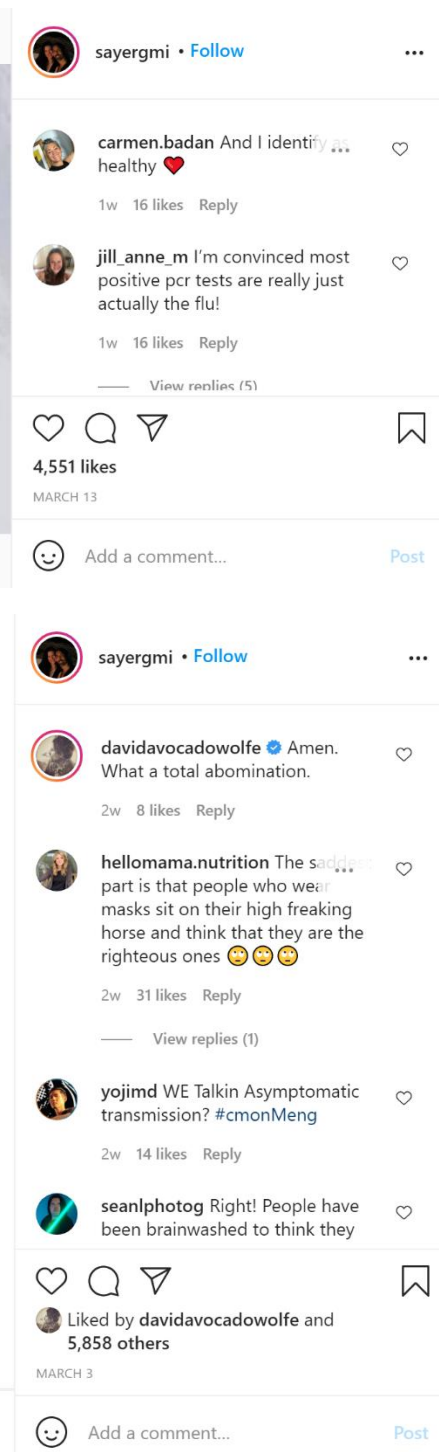 sayergmi • Follow
carmen.badan And I identify as
healthy ❤️
1w 16 likes Reply
jill_anne_m I'm convinced most
positive pcr tests are really just
actually the flu!
1w 16 likes Reply
View replies (5)
4,551 likes
MARCH 13
Add a comment...
Post
sayergmi • Follow
davidavocadowolfe Amen.
What a total abomination.
2w 8 likes Reply
hellomama.nutrition The saddest
part is that people who wear
masks sit on their high freaking
horse and think that they are the
righteous ones 🙄🙄🙄
2w 31 likes Reply
View replies (1)
yojimd WE Talkin Asymptomatic
transmission? #cmonMeng
2w 14 likes Reply
seanlphotog Right! People have
been brainwashed to think they
Liked by davidavocadowolfe and
5,858 others
MARCH 3
Add a comment...
Post